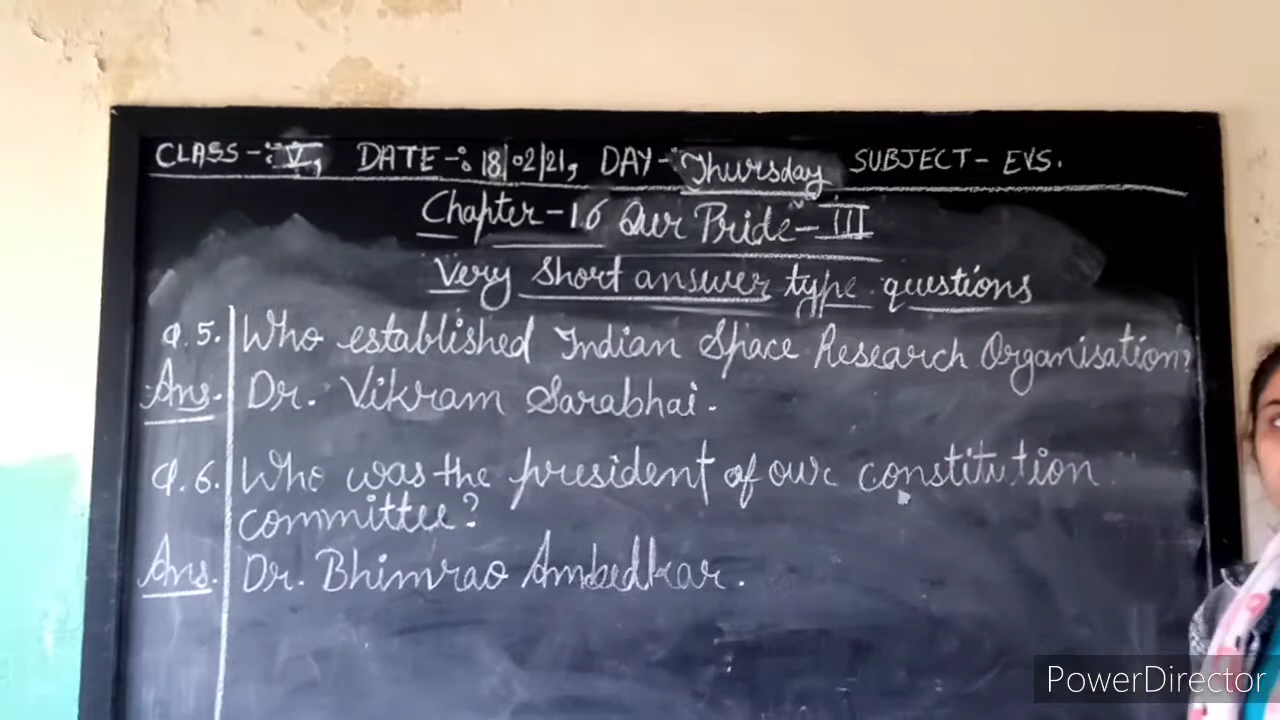 CLASS-: V, DATE-: 18/02/21, DAY-: Thursday SUBJECT- EVS.
Chapter-16 Our Pride-III
Very short answer type questions
Q.5. Who established Indian Space Research Organisation?
Ans. Dr. Vikram Sarabhai.
Q.6. Who was the president of our constitution
committee?
Ans. Dr. Bhimrao Ambedkar.
PowerDirector